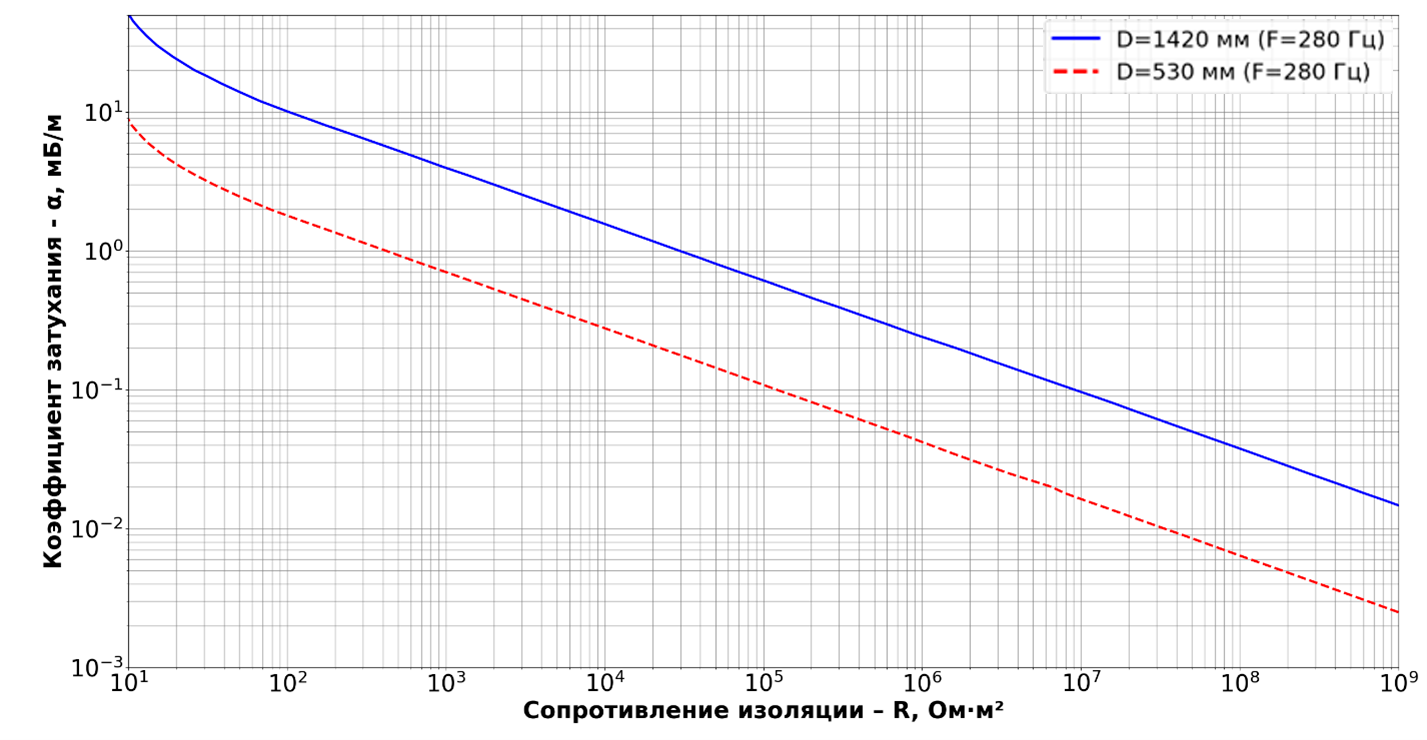 D=1420 мм (F=280 Гц)
D=530 мм (F=280 Гц)
Коэффициент затухания - α, мБ/м
10¹
10⁰
10⁻¹
10⁻²
10⁻³
10¹ 10² 10³ 10⁴ 10⁵ 10⁶ 10⁷ 10⁸ 10⁹
Сопротивление изоляции – R, Ом·м²